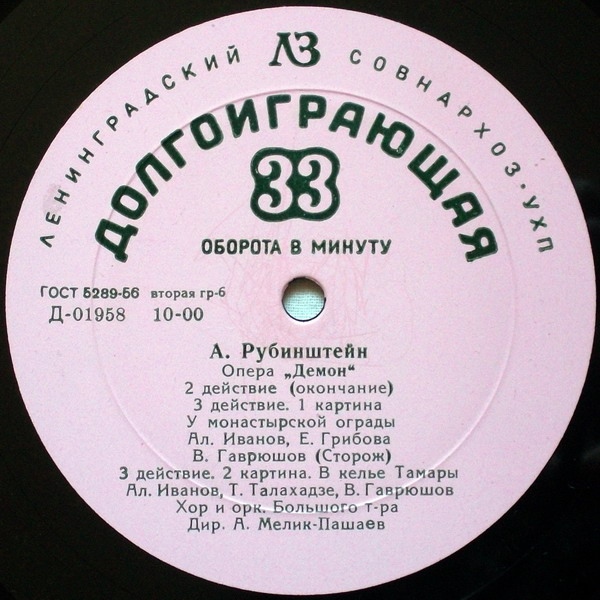 ЛЕНИНГРАДСКИЙ ЛЗ СОВНАРХОЗ·УХП
ДОЛГОИГРАЮЩАЯ
33
ОБОРОТА В МИНУТУ
ГОСТ 5289-56 вторая гр-б
Д-01958 10-00
А. Рубинштейн
Опера „Демон“
2 действие (окончание)
3 действие. 1 картина
У монастырской ограды
Ал. Иванов, Е. Грибова
В. Гаврюшов (Сторож)
3 действие. 2 картина. В келье Тамары
Ал. Иванов, Т. Талахадзе, В. Гаврюшов
Хор и орк. Большого т-ра
Дир. А. Мелик-Пашаев